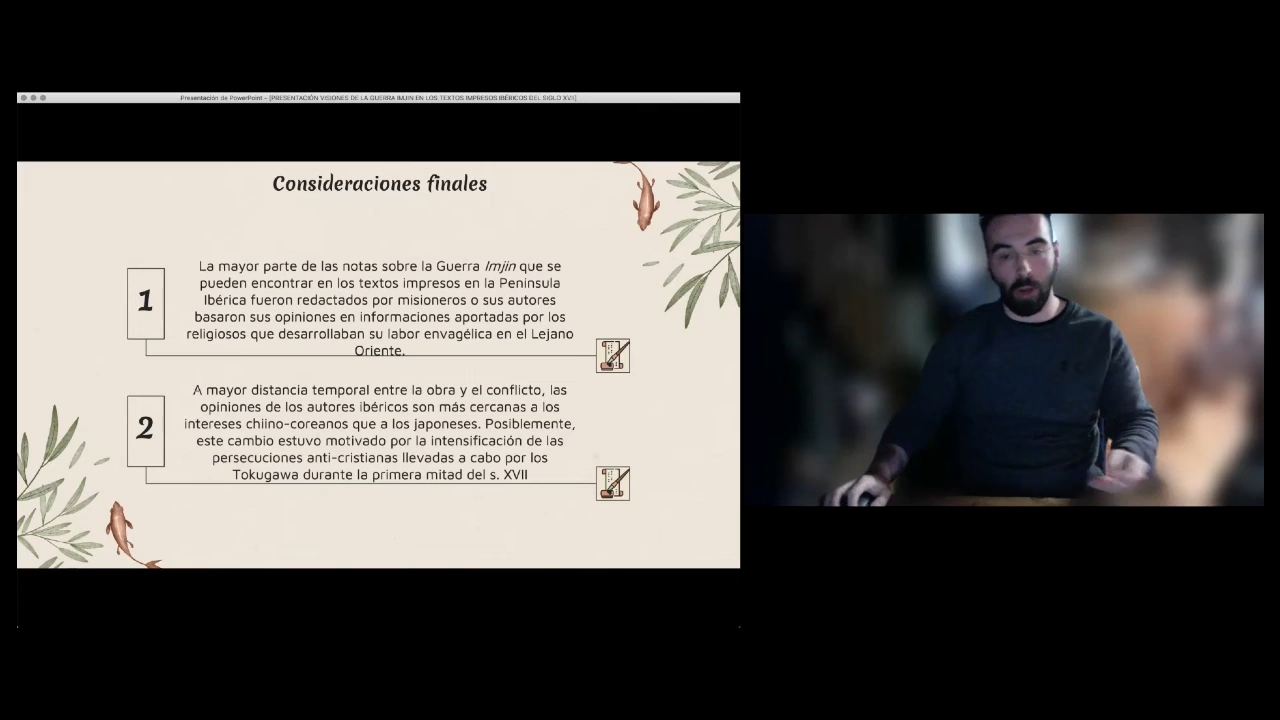 Presentación de PowerPoint - [PRESENTACIÓN VISIONES DE LA GUERRA IMJIN EN LOS TEXTOS IMPRESOS IBÉRICOS DEL SIGLO XVII]
Consideraciones finales
1
La mayor parte de las notas sobre la Guerra Imjin que se
pueden encontrar en los textos impresos en la Peninsula
Ibérica fueron redactados por misioneros o sus autores
basaron sus opiniones en informaciones aportadas por los
religiosos que desarrollaban su labor envagélica en el Lejano
Oriente.
2
A mayor distancia temporal entre la obra y el conflicto, las
opiniones de los autores ibéricos son más cercanas a los
intereses chiino-coreanos que a los japoneses. Posiblemente,
este cambio estuvo motivado por la intensificación de las
persecuciones anti-cristianas llevadas a cabo por los
Tokugawa durante la primera mitad del s. XVII